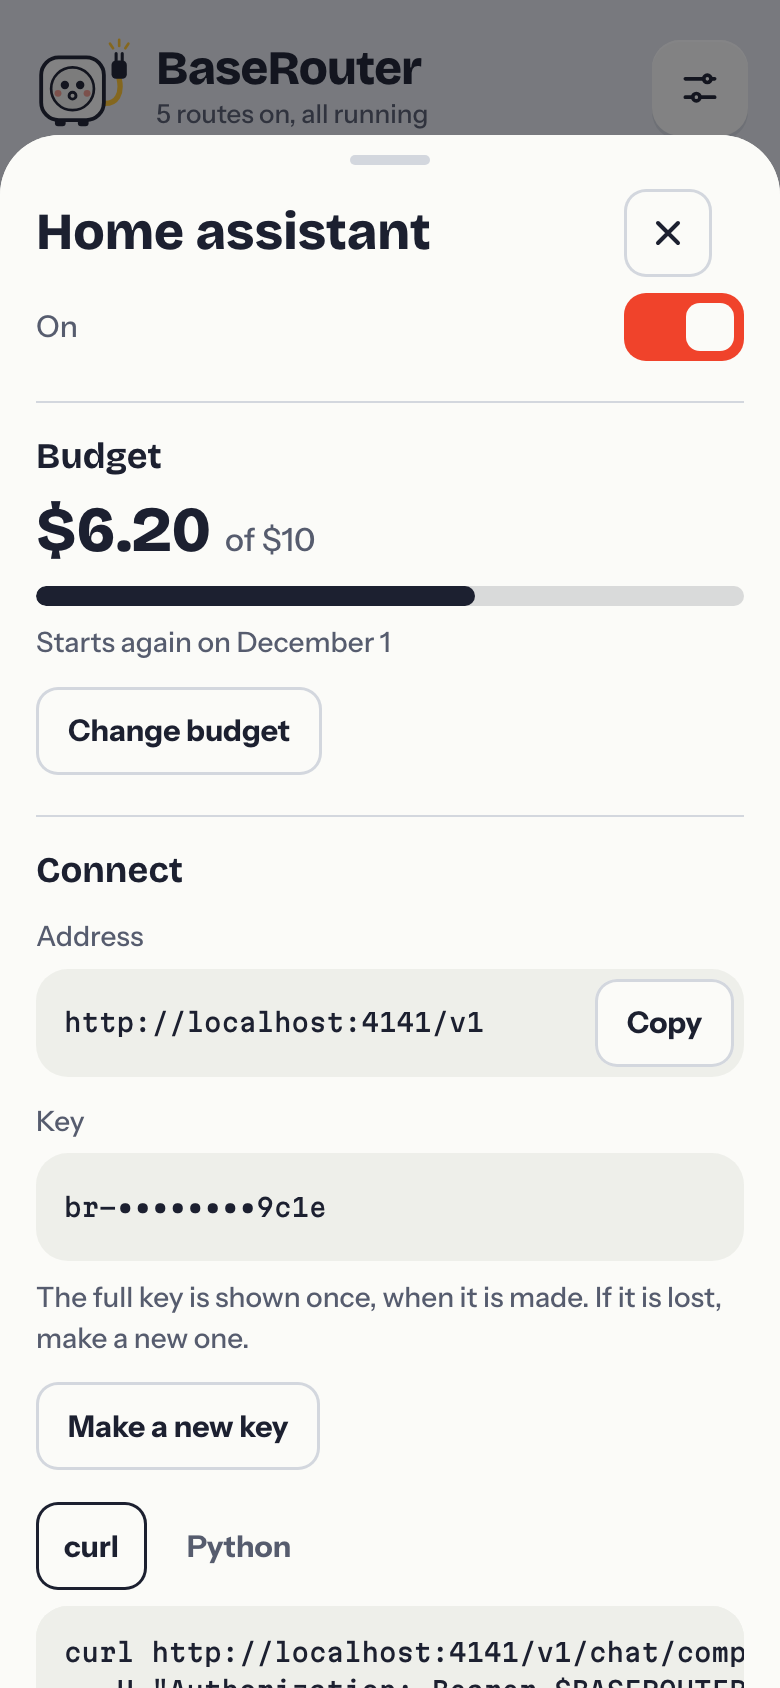 BaseRouter
5 routes on, all running
Home assistant
On
Budget
$6.20 of $10
Starts again on December 1
Change budget
Connect
Address
http://localhost:4141/v1
Copy
Key
br-••••••••9c1e
The full key is shown once, when it is made. If it is lost,
make a new one.
Make a new key
curl Python
curl http://localhost:4141/v1/chat/comp
-H "Authorization: Bearer $BASEROUTER